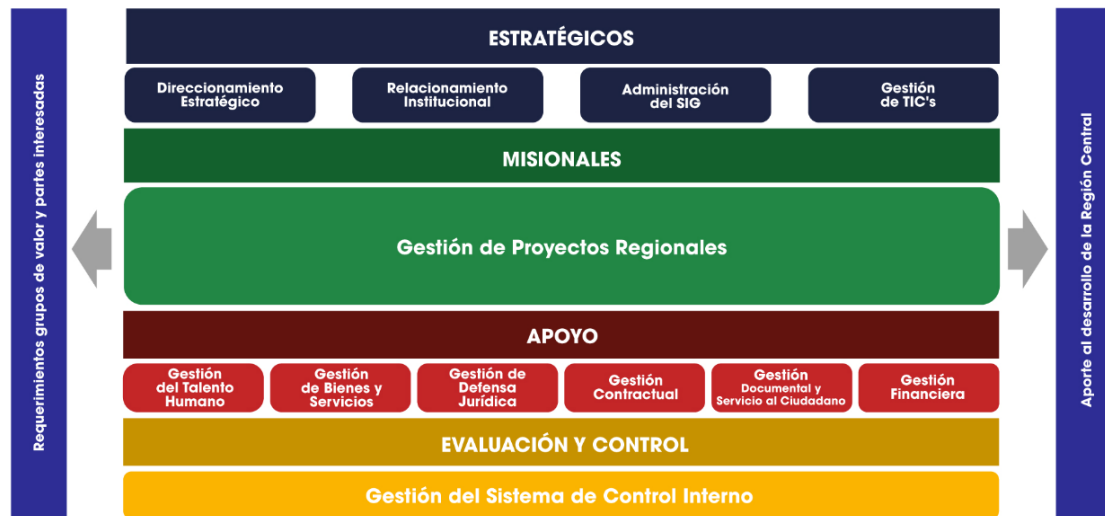 Requerimientos grupos de valor y partes interesadas
ESTRATÉGICOS
Direccionamiento
Estratégico
Relacionamiento
Institucional
Administración
del SIG
Gestión
de TIC's
MISIONALES
Gestión de Proyectos Regionales
APOYO
Gestión
del Talento
Humano
Gestión
de Bienes y
Servicios
Gestión de
Defensa
Jurídica
Gestión
Contractual
Gestión
Documental y
Servicio al Ciudadano
Gestión
Financiera
EVALUACIÓN Y CONTROL
Gestión del Sistema de Control Interno
Aporte al desarrollo de la Región Central